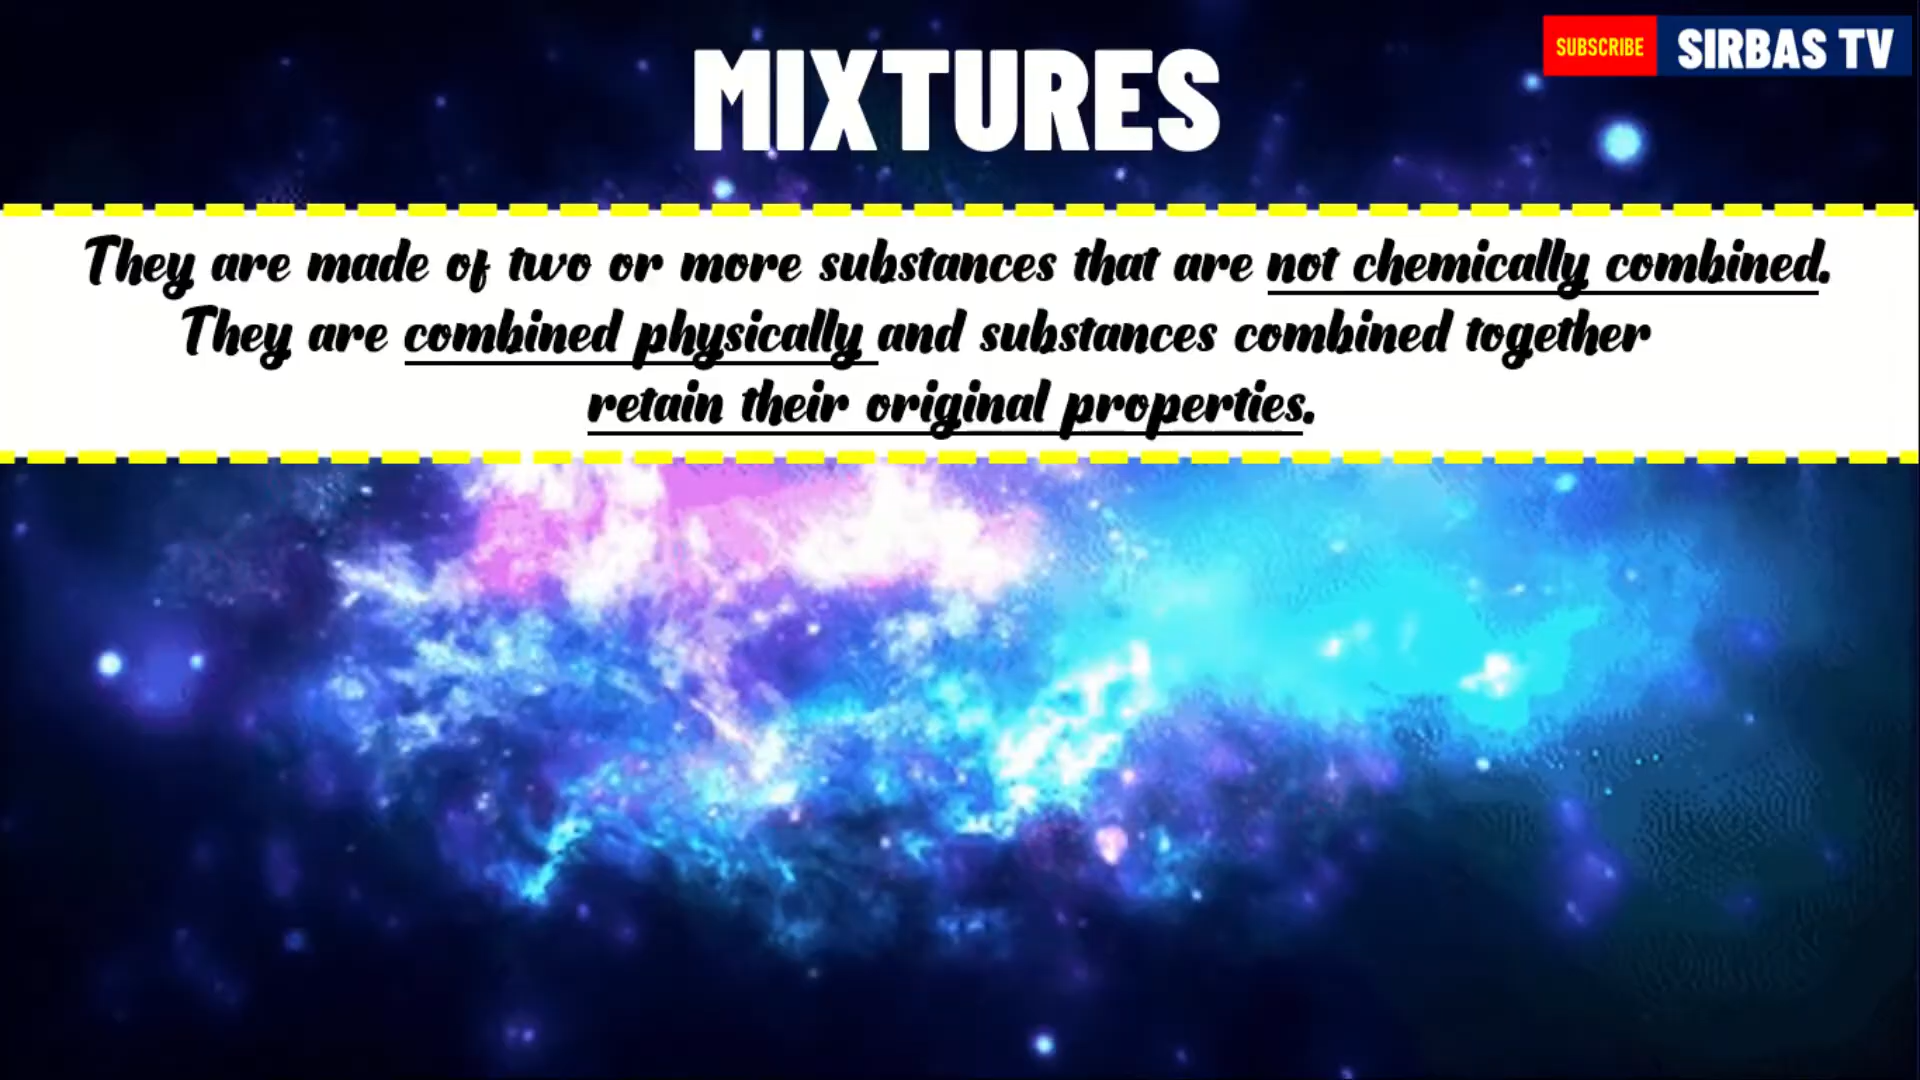 SUBSCRIBE SIRBAS TV
MIXTURES
They are made of two or more substances that are not chemically combined.
They are combined physically and substances combined together
retain their original properties.